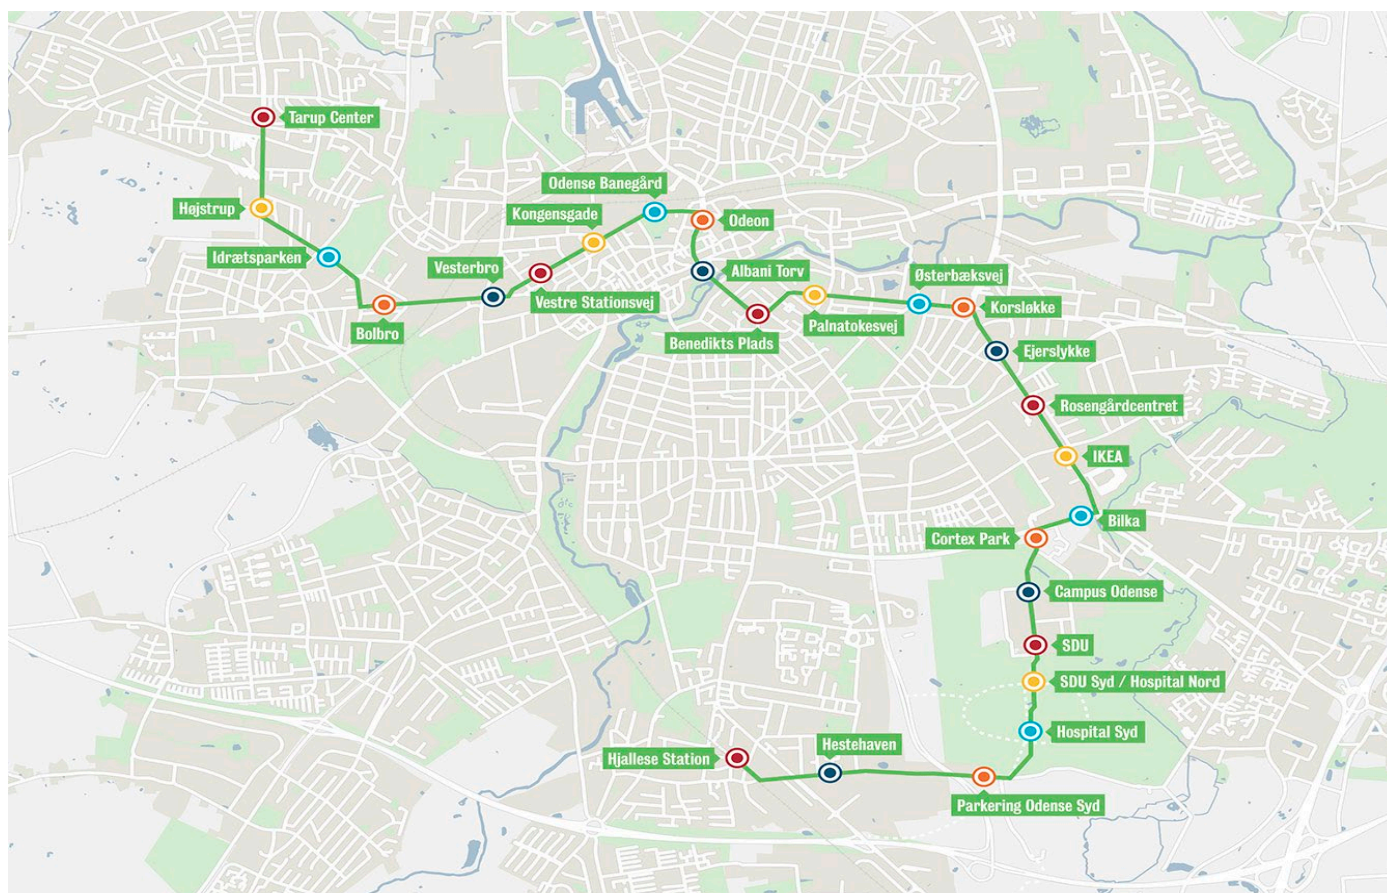 Tarup Center
Højstrup
Idrætsparken
Bolbro
Vesterbro
Vestre Stationsvej
Kongensgade
Odense Banegård
Odeon
Albani Torv
Benedikts Plads
Palnatokesvej
Østerbæksvej
Korsløkke
Ejerslykke
Rosengårdcentret
IKEA
Bilka
Cortex Park
Campus Odense
SDU
SDU Syd / Hospital Nord
Hospital Syd
Parkering Odense Syd
Hestehaven
Hjallese Station